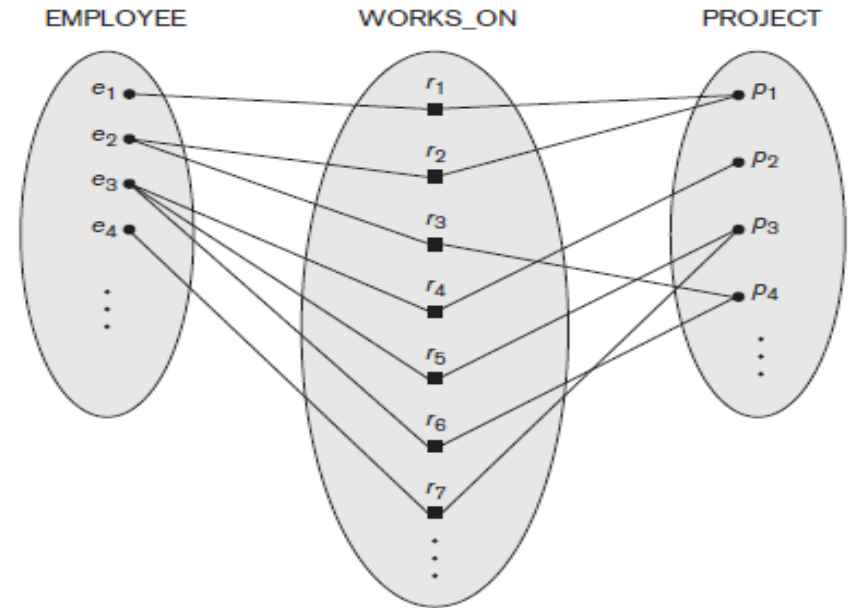 EMPLOYEE
WORKS_ON
PROJECT
e1
e2
e3
e4
r1
r2
r3
r4
r5
r6
r7
p1
p2
p3
p4